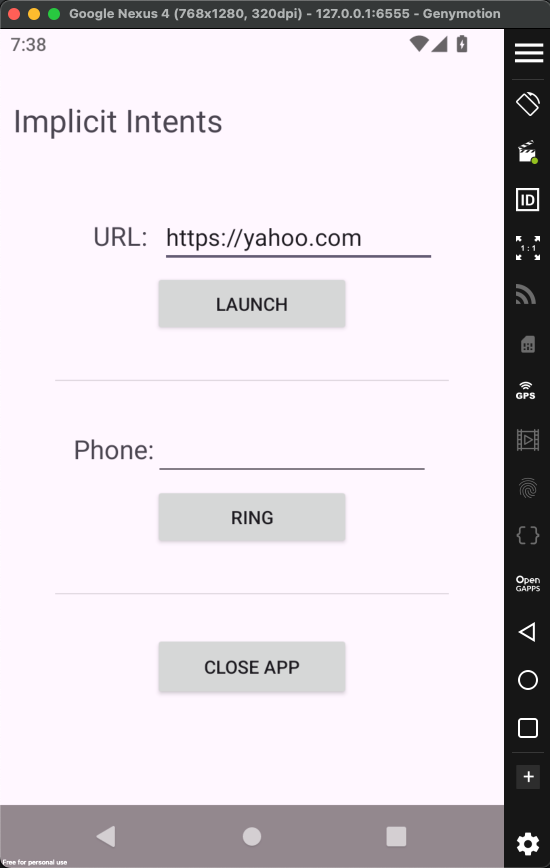 Google Nexus 4 (768x1280, 320dpi) - 127.0.0.1:6555 - Genymotion
7:38
Implicit Intents
URL: https://yahoo.com
LAUNCH
Phone:
RING
CLOSE APP
Free for personal use
ID
1 : 1
GPS
Open
GAPPS